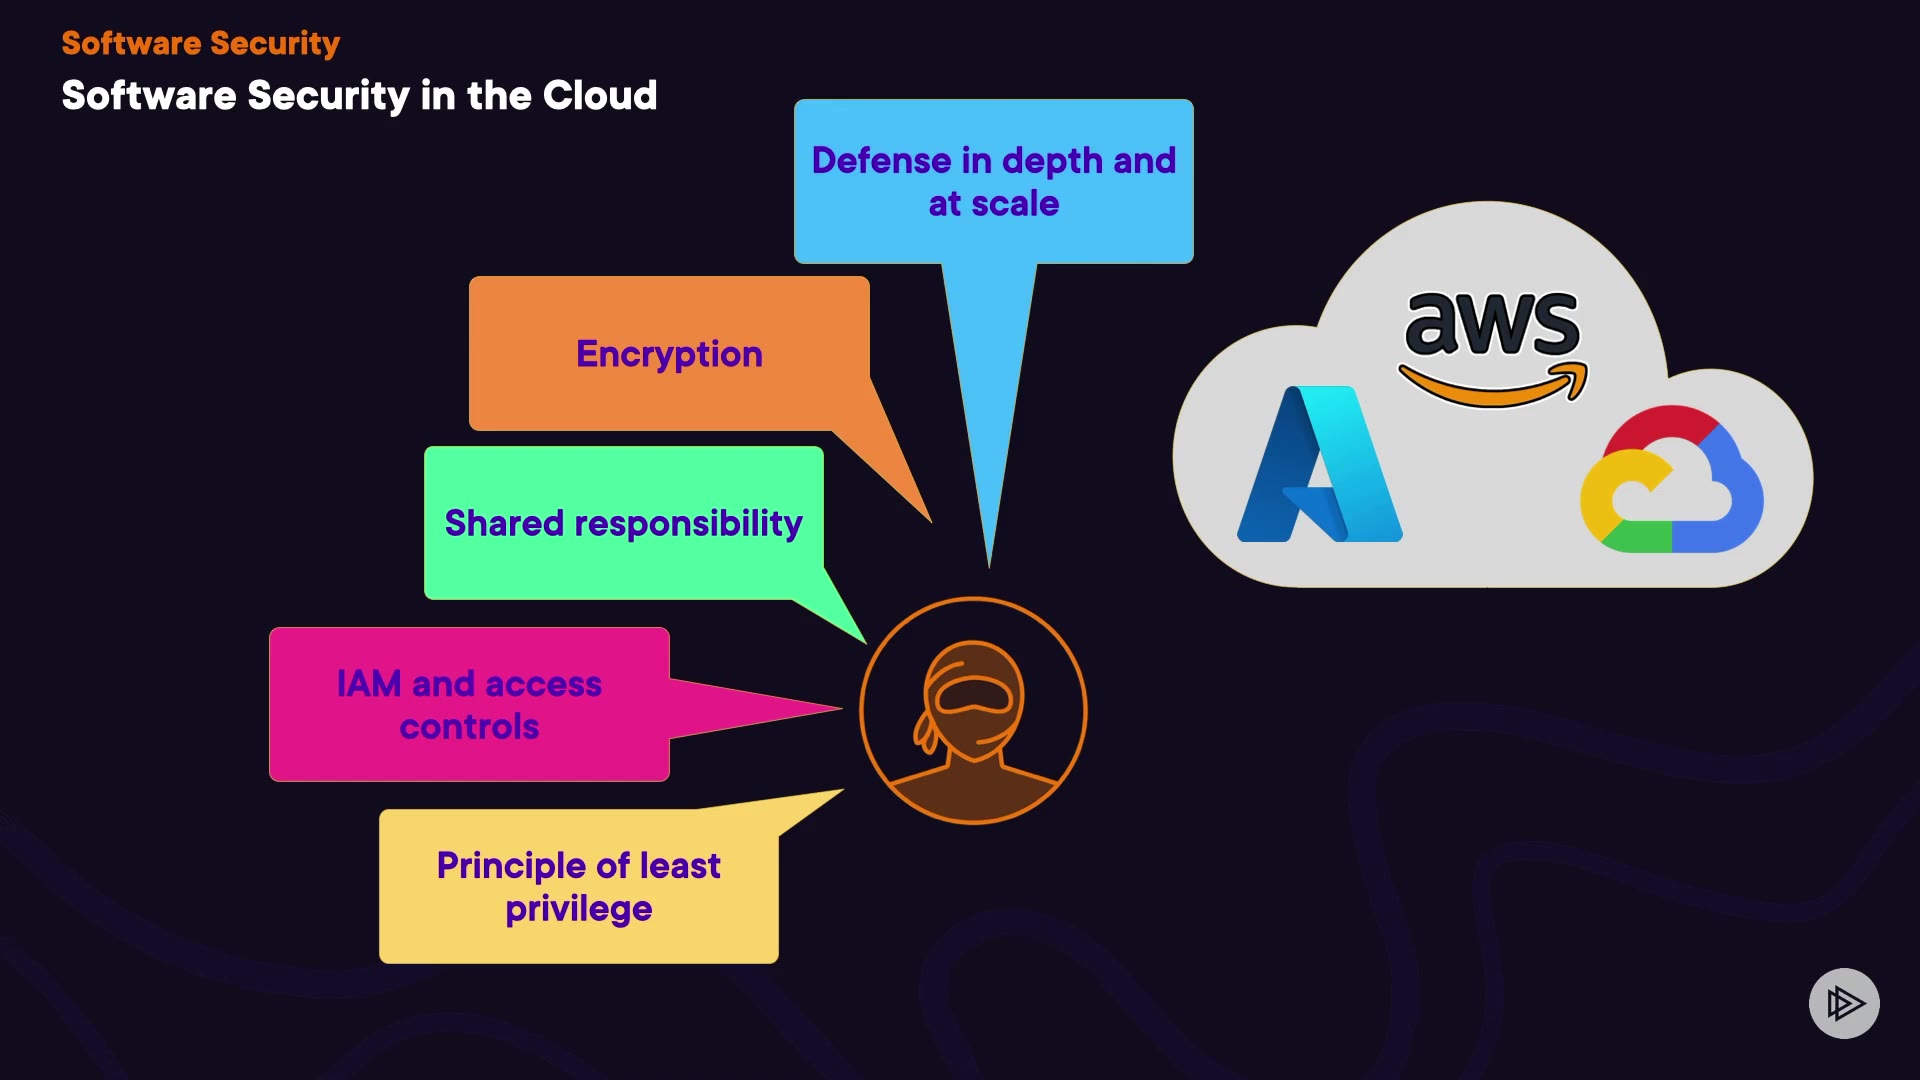 Software Security
Software Security in the Cloud
Defense in depth and
at scale
Encryption
aws
Shared responsibility
IAM and access
controls
Principle of least
privilege